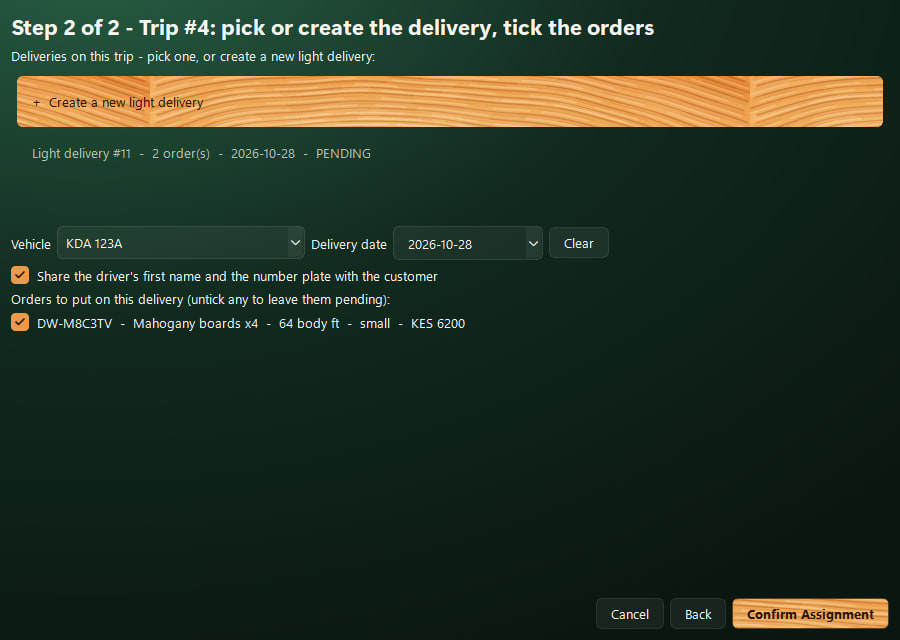 Step 2 of 2 - Trip #4: pick or create the delivery, tick the orders
Deliveries on this trip - pick one, or create a new light delivery:
+ Create a new light delivery
Light delivery #11 - 2 order(s) - 2026-10-28 - PENDING
Vehicle KDA 123A Delivery date 2026-10-28 Clear
Share the driver's first name and the number plate with the customer
Orders to put on this delivery (untick any to leave them pending):
DW-M8C3TV - Mahogany boards x4 - 64 body ft - small - KES 6200
Cancel Back Confirm Assignment